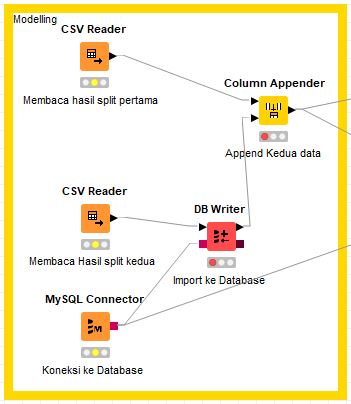 Modelling
CSV Reader
Membaca hasil split pertama
Column Appender
Append Kedua data
CSV Reader
Membaca Hasil split kedua
DB Writer
Import ke Database
MySQL Connector
M
Koneksi ke Database